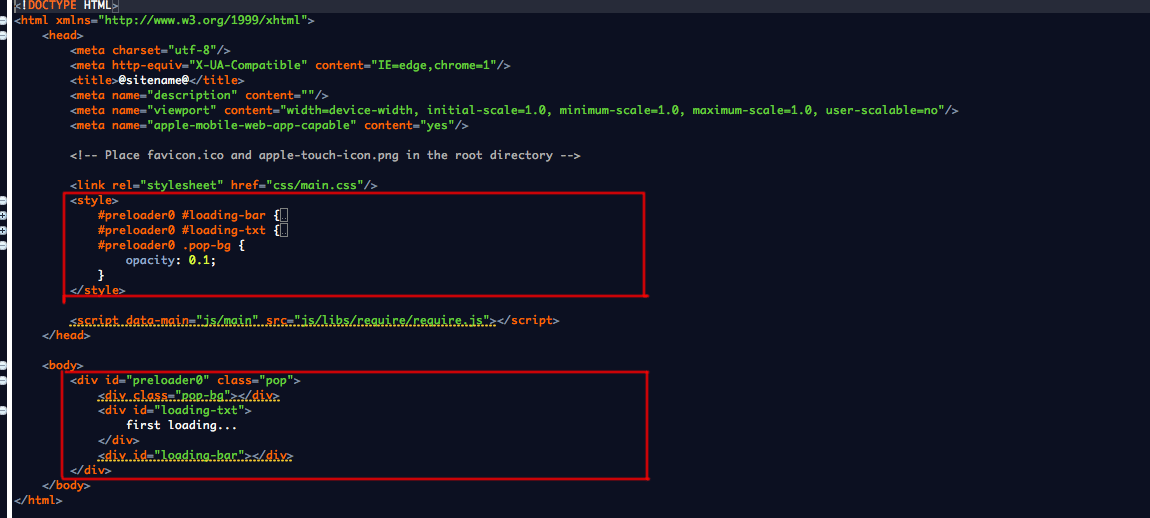 <!DOCTYPE HTML>
<html xmlns="http://www.w3.org/1999/xhtml">
<head>
<meta charset="utf-8"/>
<meta http-equiv="X-UA-Compatible" content="IE=edge,chrome=1"/>
<title>@sitename@</title>
<meta name="description" content=""/>
<meta name="viewport" content="width=device-width, initial-scale=1.0, minimum-scale=1.0, maximum-scale=1.0, user-scalable=no"/>
<meta name="apple-mobile-web-app-capable" content="yes"/>
<!-- Place favicon.ico and apple-touch-icon.png in the root directory -->
<link rel="stylesheet" href="css/main.css"/>
<style>
#preloader0 #loading-bar {..
#preloader0 #loading-txt {..
#preloader0 .pop-bg {
opacity: 0.1;
}
</style>
<script data-main="js/main" src="js/libs/require/require.js"></script>
</head>
<body>
<div id="preloader0" class="pop">
<div class="pop-bg"></div>
<div id="loading-txt">
first loading...
</div>
<div id="loading-bar"></div>
</div>
</body>
</html>